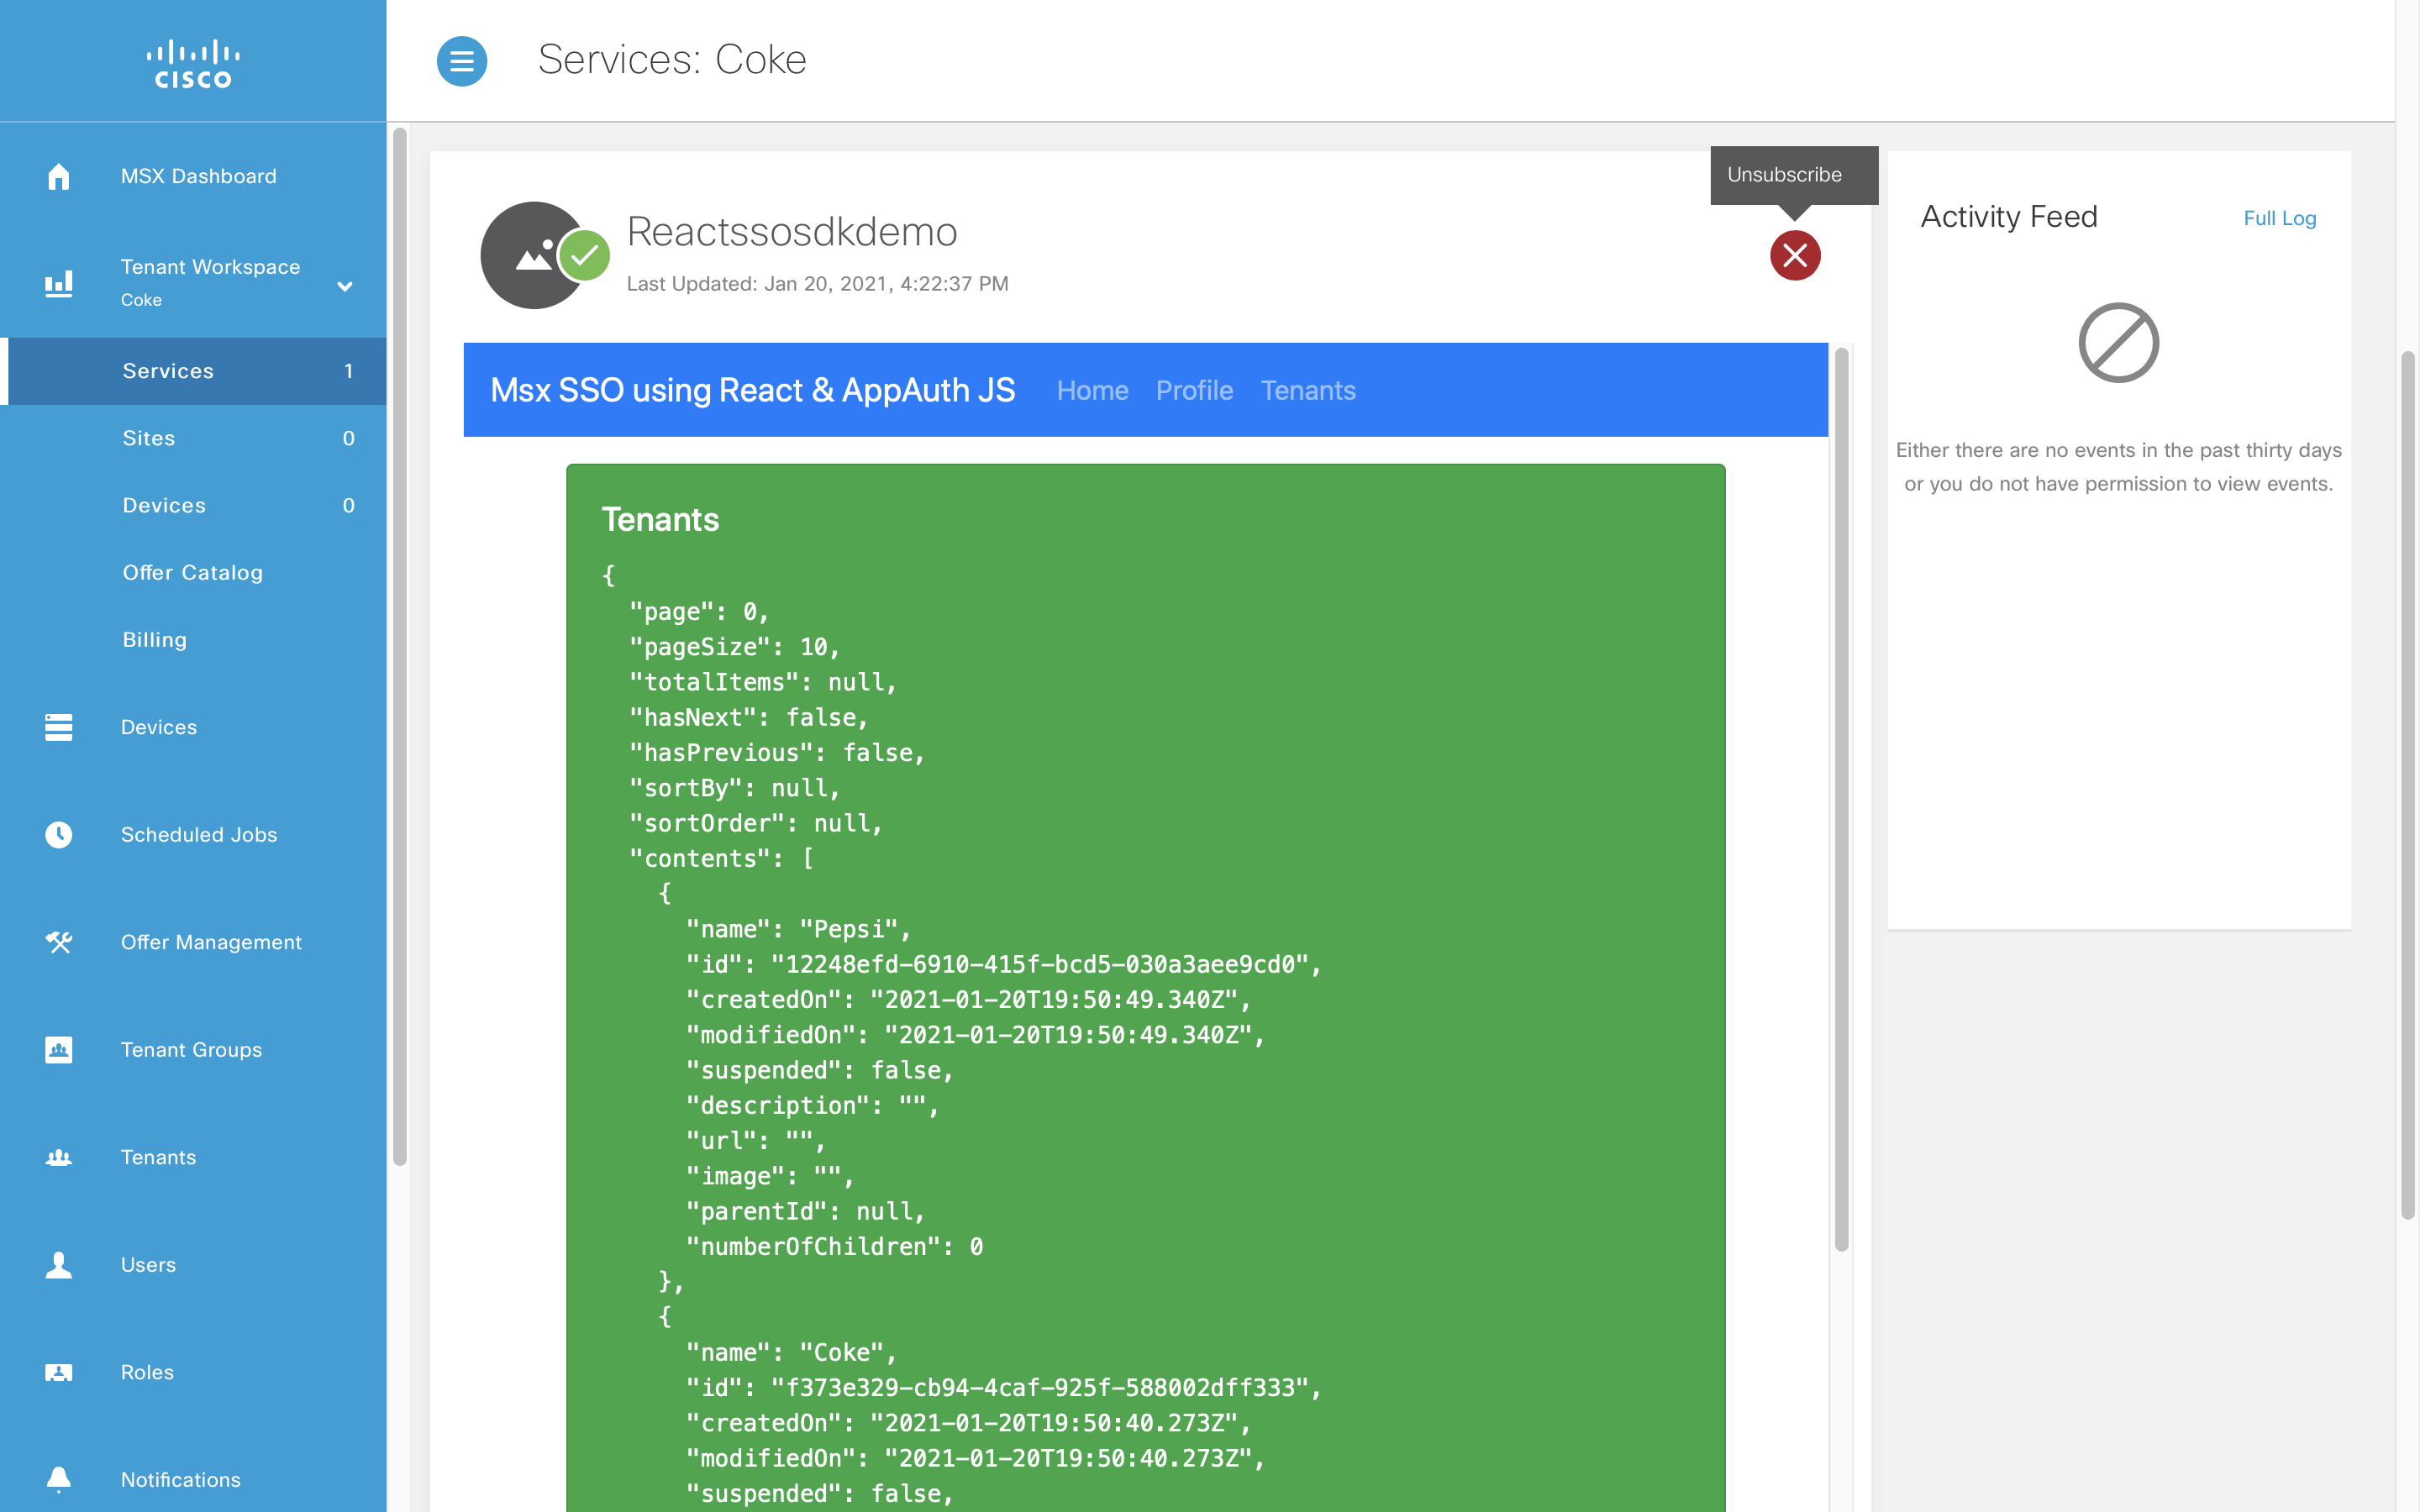 CISCO
MSX Dashboard
Tenant Workspace
Coke
Services 1
Sites 0
Devices 0
Offer Catalog
Billing
Devices
Scheduled Jobs
Offer Management
Tenant Groups
Tenants
Users
Roles
Notifications
Services: Coke
Unsubscribe
Reactssosdkdemo
Last Updated: Jan 20, 2021, 4:22:37 PM
Msx SSO using React & AppAuth JS Home Profile Tenants
Tenants
{
  "page": 0,
  "pageSize": 10,
  "totalItems": null,
  "hasNext": false,
  "hasPrevious": false,
  "sortBy": null,
  "sortOrder": null,
  "contents": [
    {
      "name": "Pepsi",
      "id": "12248efd-6910-415f-bcd5-030a3aee9cd0",
      "createdOn": "2021-01-20T19:50:49.340Z",
      "modifiedOn": "2021-01-20T19:50:49.340Z",
      "suspended": false,
      "description": "",
      "url": "",
      "image": "",
      "parentId": null,
      "numberOfChildren": 0
    },
    {
      "name": "Coke",
      "id": "f373e329-cb94-4caf-925f-588002dff333",
      "createdOn": "2021-01-20T19:50:40.273Z",
      "modifiedOn": "2021-01-20T19:50:40.273Z",
      "suspended": false,
Activity Feed Full Log
Either there are no events in the past thirty days
or you do not have permission to view events.